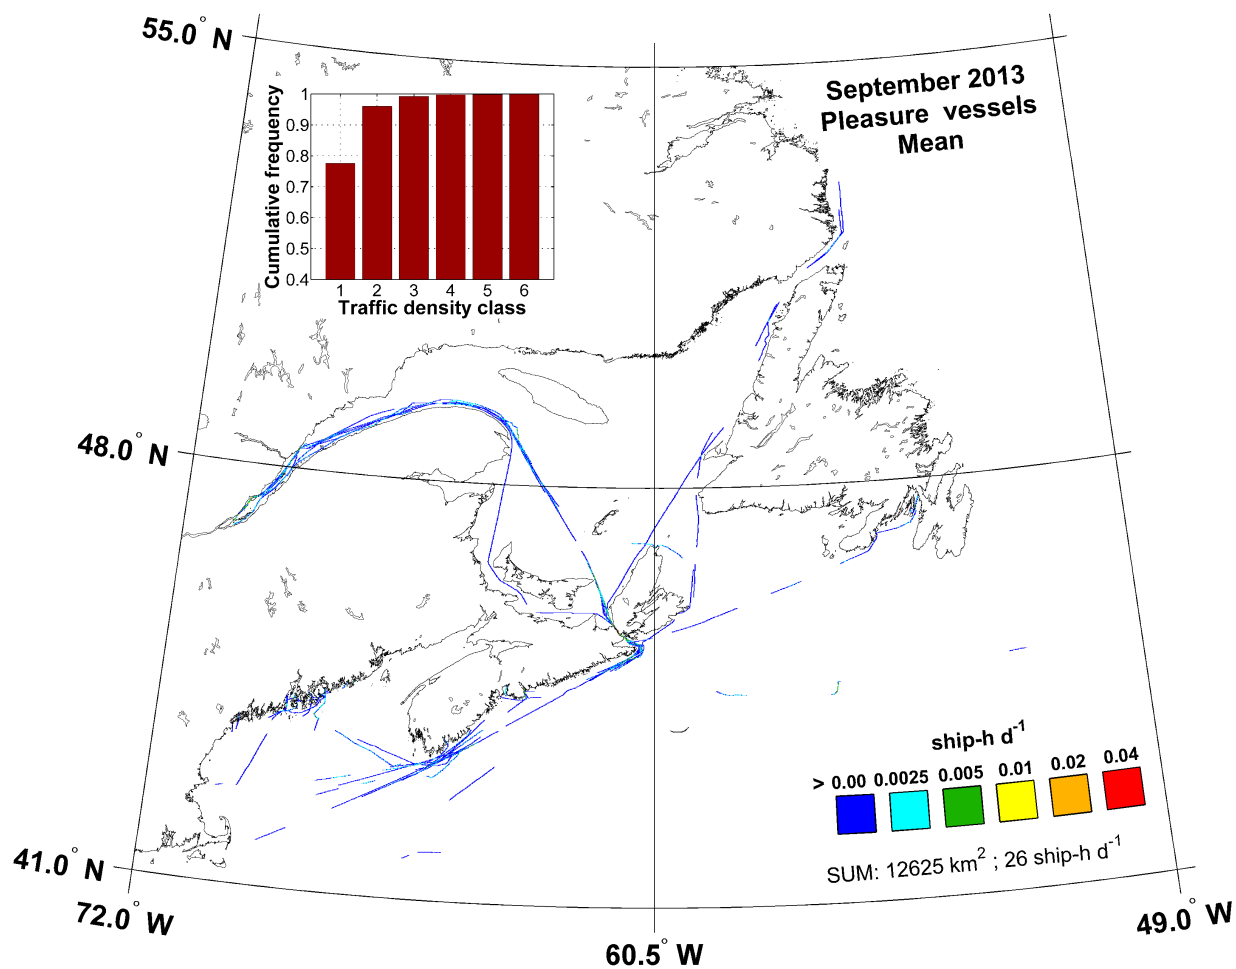 55.0° N
September 2013
Pleasure vessels
Mean
Cumulative frequency
1
0.9
0.8
0.7
0.6
0.5
0.4
1 2 3 4 5 6
Traffic density class
48.0° N
ship-h d⁻¹
> 0.00 0.0025 0.005 0.01 0.02 0.04
SUM: 12625 km² ; 26 ship-h d⁻¹
41.0° N
72.0° W
60.5° W
49.0° W